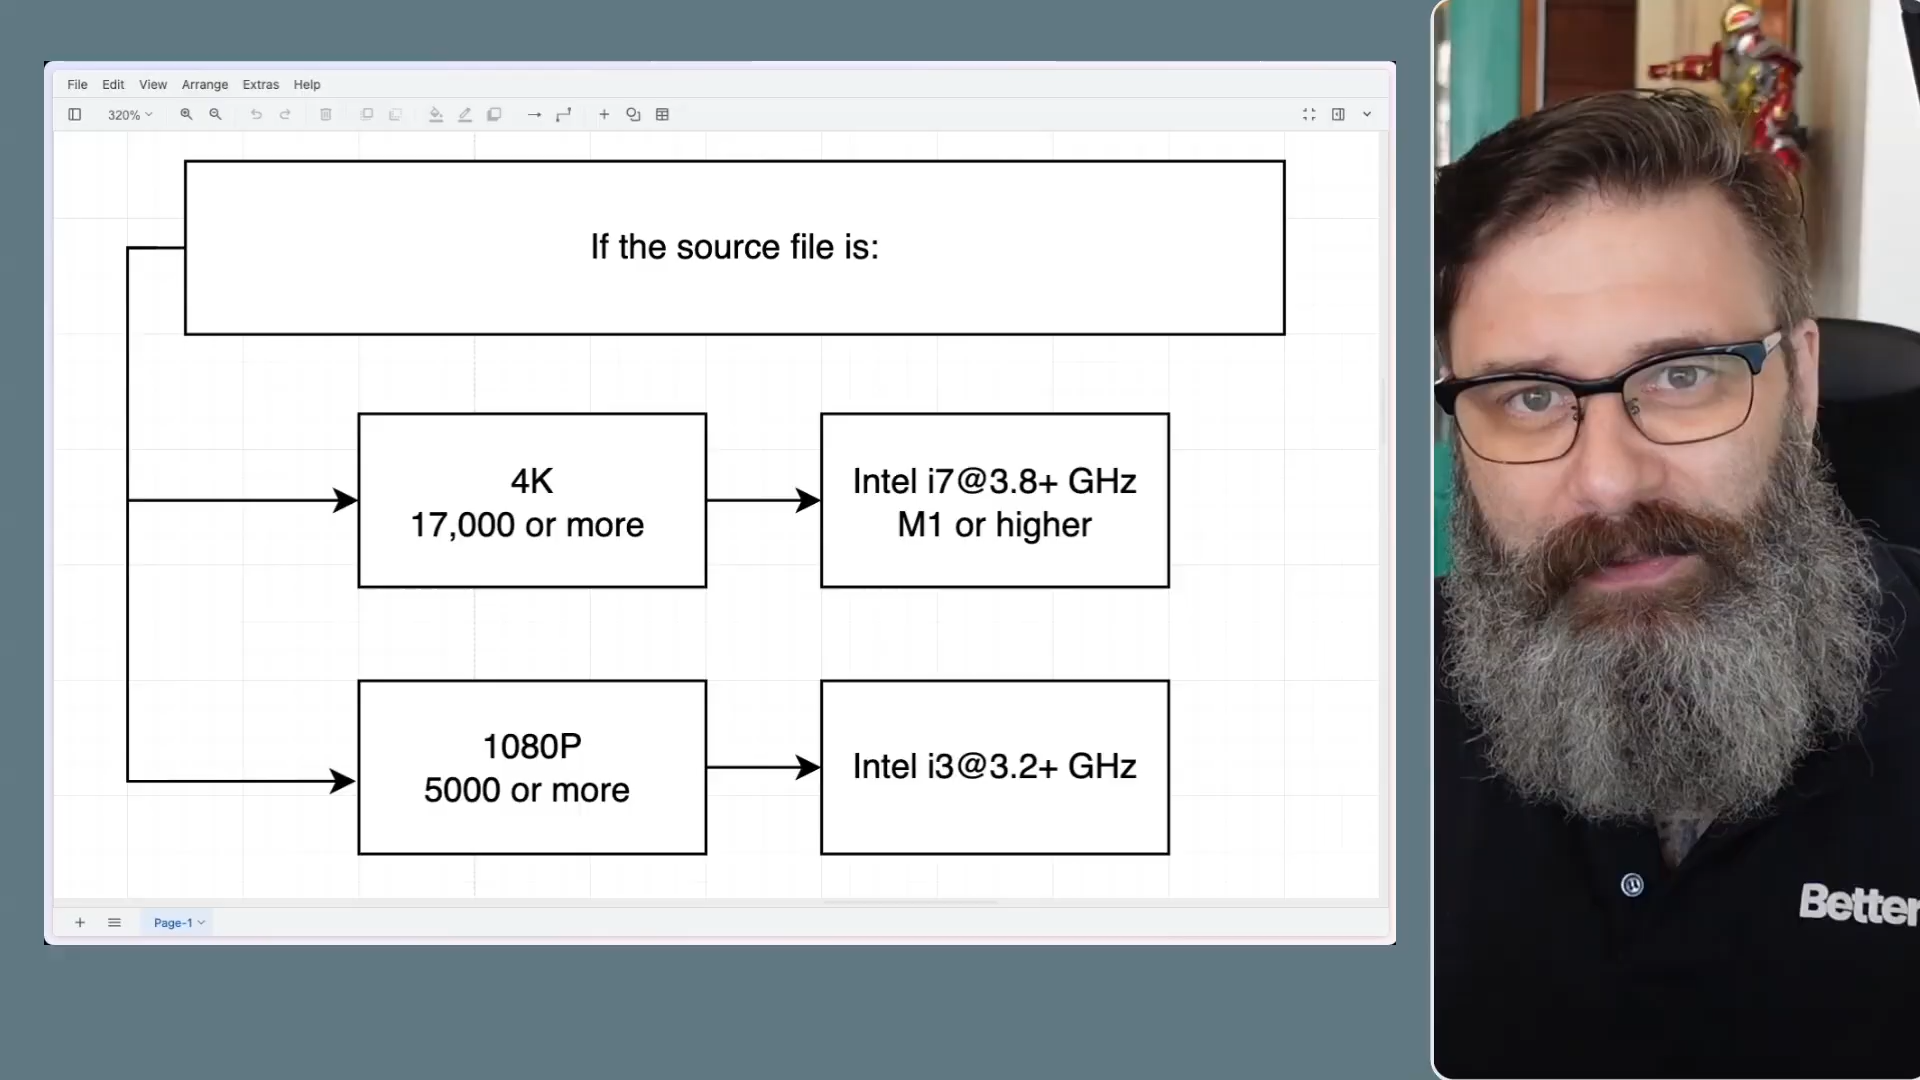 File Edit View Arrange Extras Help
320%
If the source file is:
4K
17,000 or more
Intel i7@3.8+ GHz
M1 or higher
1080P
5000 or more
Intel i3@3.2+ GHz
Page-1
Better